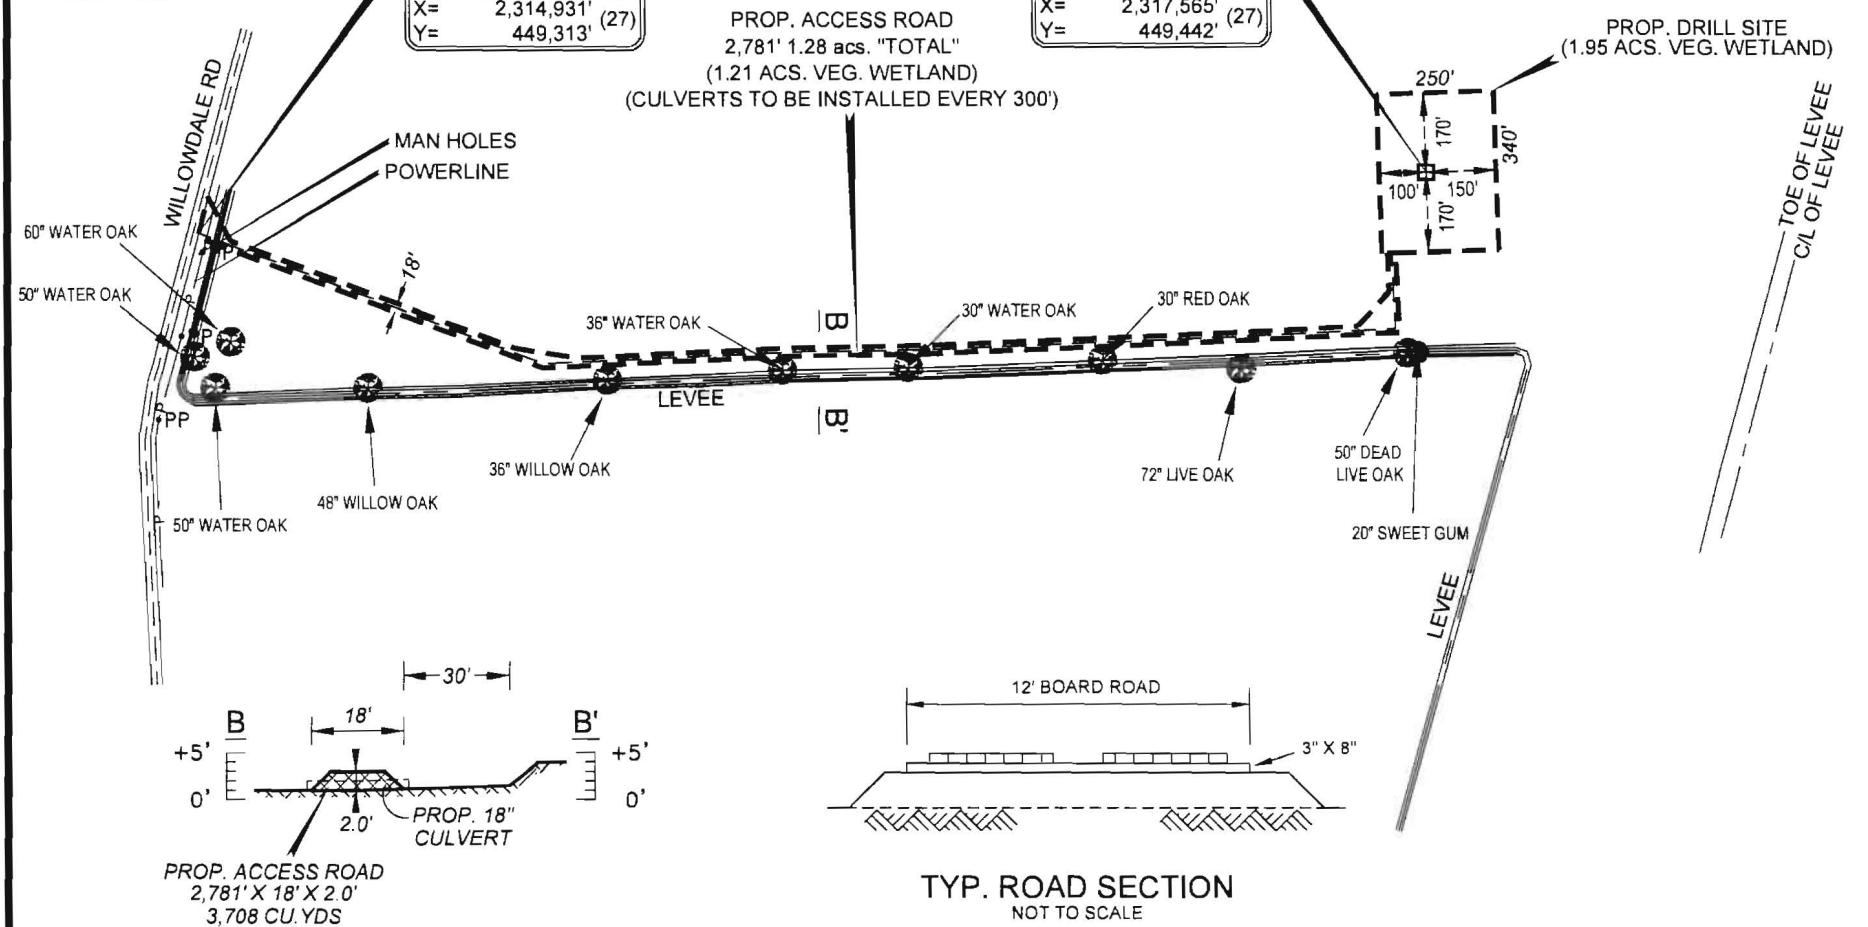 X= 2,314,931' (27)
Y= 449,313'
PROP. ACCESS ROAD
2,781' 1.28 acs. "TOTAL"
(1.21 ACS. VEG. WETLAND)
(CULVERTS TO BE INSTALLED EVERY 300')
X= 2,317,565' (27)
Y= 449,442'
PROP. DRILL SITE
(1.95 ACS. VEG. WETLAND)
250'
170'
340'
100'
150'
170'
WILLOWDALE RD
MAN HOLES
POWERLINE
TOE OF LEVEE
C/L OF LEVEE
60" WATER OAK
50" WATER OAK
18'
P
P
36" WATER OAK
B
30" WATER OAK
30" RED OAK
LEVEE
B'
P
PP
P
50" WATER OAK
48" WILLOW OAK
36" WILLOW OAK
72" LIVE OAK
50" DEAD
LIVE OAK
20" SWEET GUM
LEVEE
30'
B
18'
B'
+5'
+5'
0'
0'
2.0'
PROP. 18"
CULVERT
PROP. ACCESS ROAD
2,781' X 18' X 2.0'
3,708 CU.YDS
12' BOARD ROAD
3" X 8"
TYP. ROAD SECTION
NOT TO SCALE